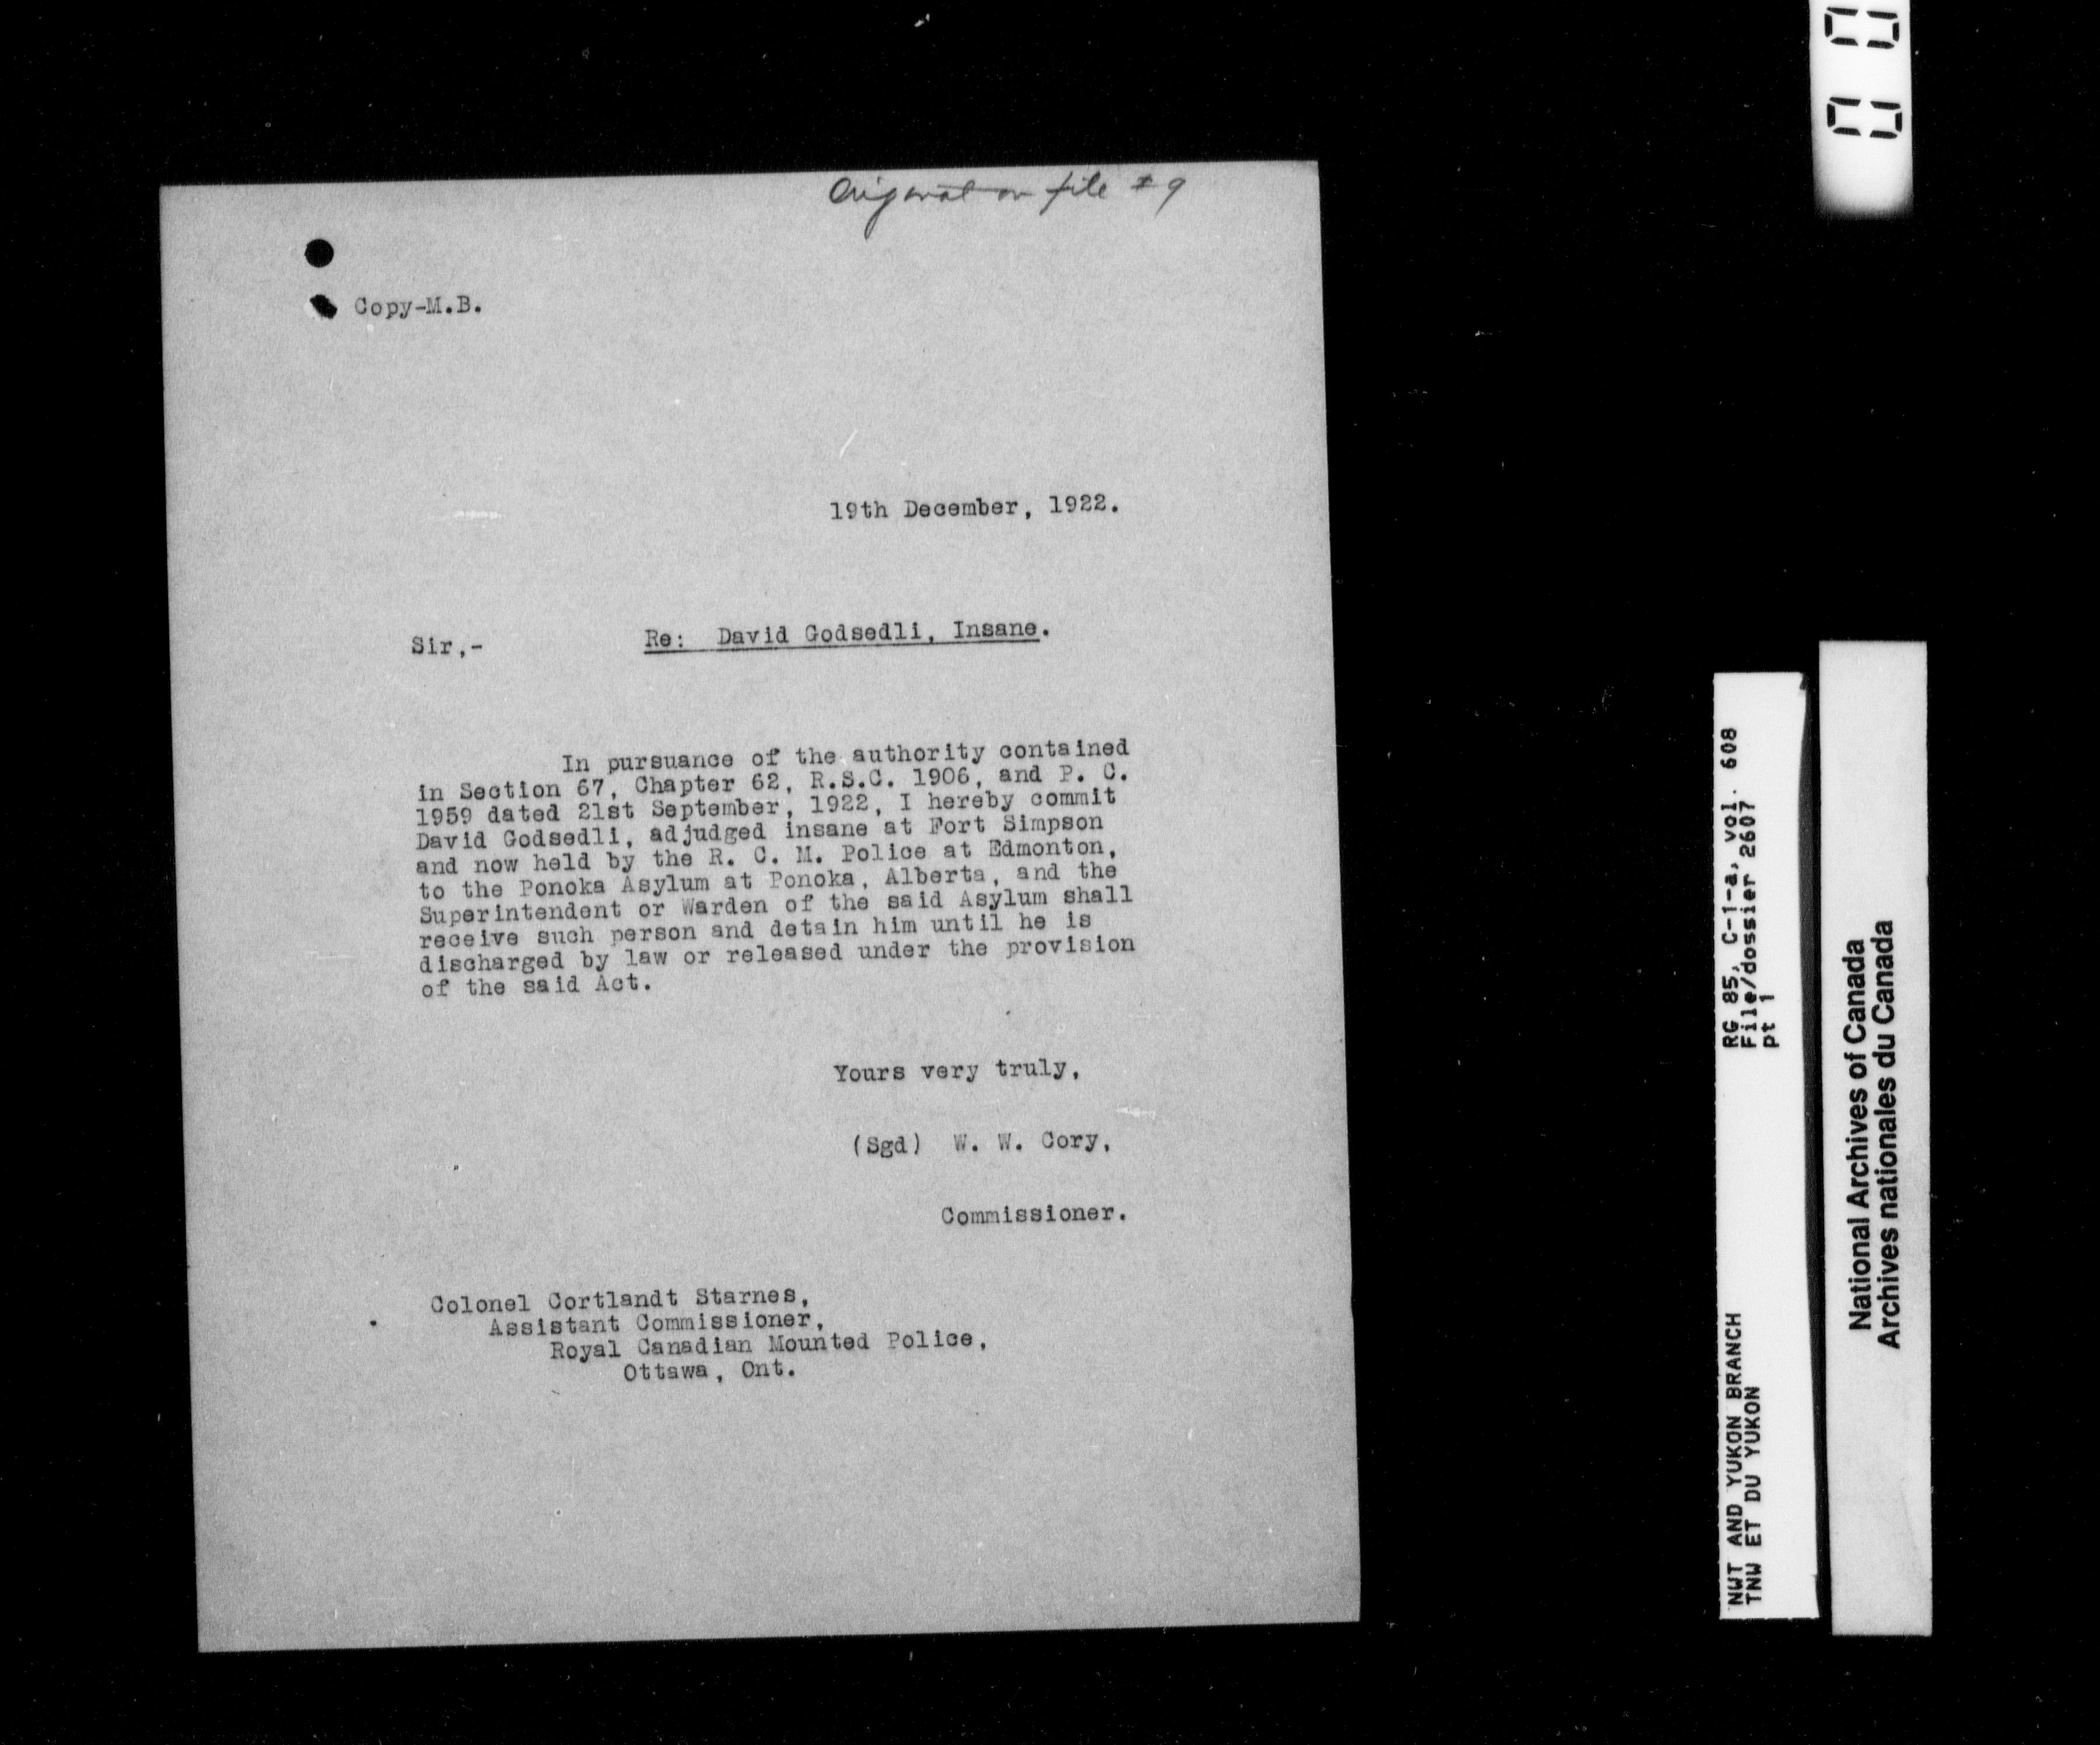 Original on file #9
Copy-M.B.
19th December, 1922.
Sir,-
Re: David Godsedli, Insane.
In pursuance of the authority contained
in Section 67, Chapter 62, R.S.C. 1906, and P. C.
1959 dated 21st September, 1922, I hereby commit
David Godsedli, adjudged insane at Fort Simpson
and now held by the R. C. M. Police at Edmonton,
to the Ponoka Asylum at Ponoka, Alberta, and the
Superintendent or Warden of the said Asylum shall
receive such person and detain him until he is
discharged by law or released under the provision
of the said Act.
Yours very truly,
(Sgd) W. W. Cory,
Commissioner.
Colonel Cortlandt Starnes,
Assistant Commissioner,
Royal Canadian Mounted Police,
Ottawa, Ont.
RG 85, C-1-a, vol. 608
File/dossier 2607
pt 1
NWT AND YUKON BRANCH
TNW ET DU YUKON
National Archives of Canada
Archives nationales du Canada